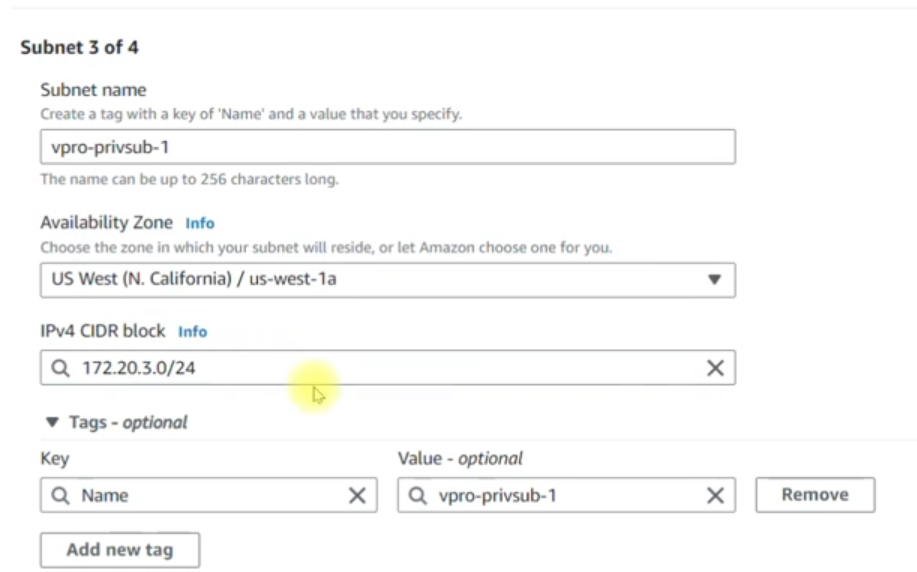 Subnet 3 of 4
Subnet name
Create a tag with a key of 'Name' and a value that you specify.
vpro-privsub-1
The name can be up to 256 characters long.
Availability Zone Info
Choose the zone in which your subnet will reside, or let Amazon choose one for you.
US West (N. California) / us-west-1a
IPv4 CIDR block Info
172.20.3.0/24
Tags - optional
Key Value - optional
Name vpro-privsub-1 Remove
Add new tag